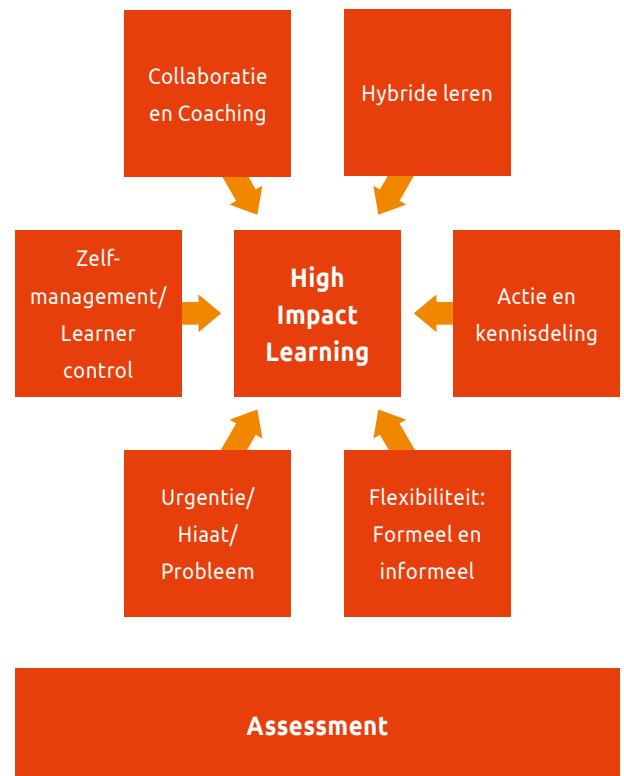 Collaboratie
en Coaching
Hybride leren
Zelf-
management/
Learner
control
High
Impact
Learning
Actie en
kennisdeling
Urgentie/
Hiaat/
Probleem
Flexibiliteit:
Formeel en
informeel
Assessment